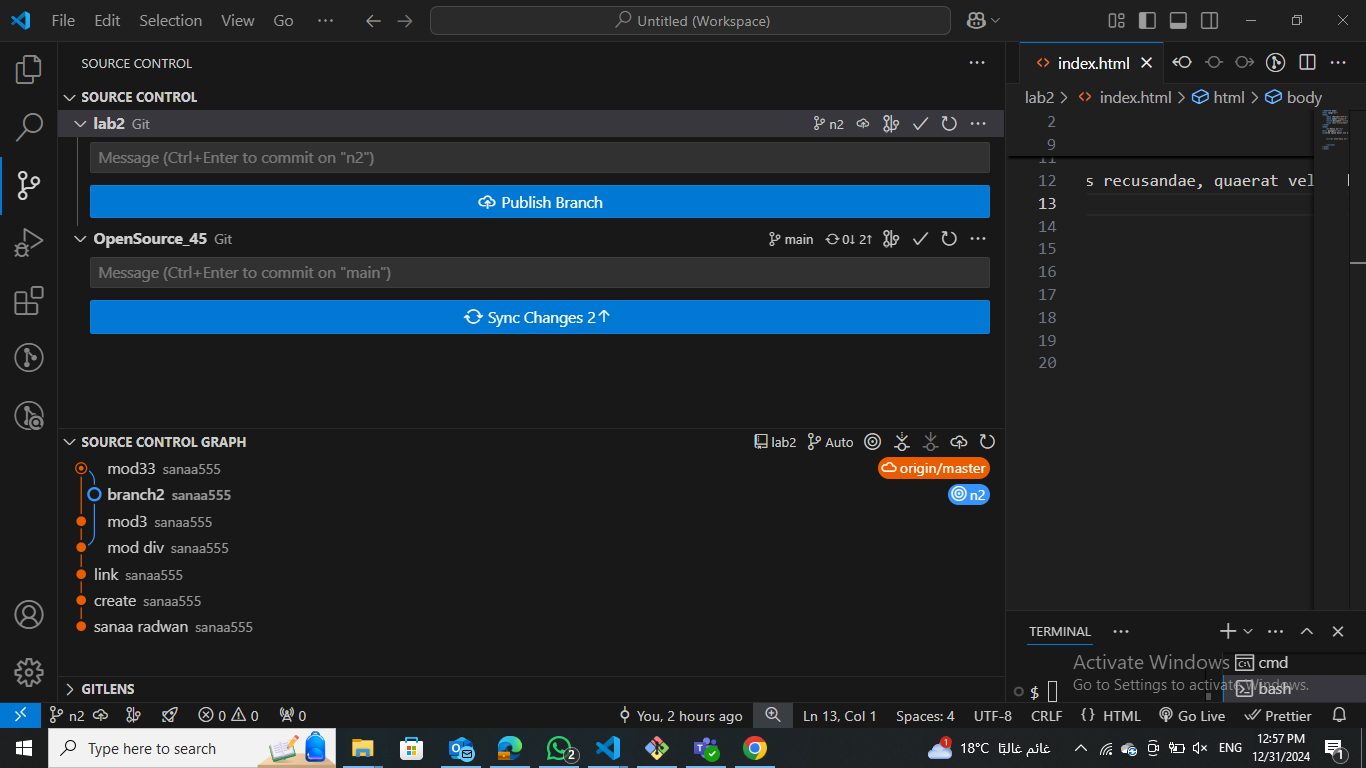 File Edit Selection View Go ··· Untitled (Workspace)
SOURCE CONTROL
SOURCE CONTROL
lab2 Git n2
Message (Ctrl+Enter to commit on "n2")
Publish Branch
OpenSource_45 Git main 0↓ 2↑
Message (Ctrl+Enter to commit on "main")
Sync Changes 2↑
SOURCE CONTROL GRAPH lab2 Auto
mod33 sanaa555 origin/master
branch2 sanaa555 n2
mod3 sanaa555
mod div sanaa555
link sanaa555
create sanaa555
sanaa radwan sanaa555
GITLENS
index.html
lab2 > index.html > html > body
2
9
11
12 s recusandae, quaerat vel
13
14
15
16
17
18
19
20
TERMINAL
cmd
$ bash
Activate Windows
Go to Settings to activate Windows.
n2 0 0 0 You, 2 hours ago Ln 13, Col 1 Spaces: 4 UTF-8 CRLF {} HTML Go Live Prettier
Type here to search 2 1 18°C غائم غالبًا ENG 12:57 PM
12/31/2024 1